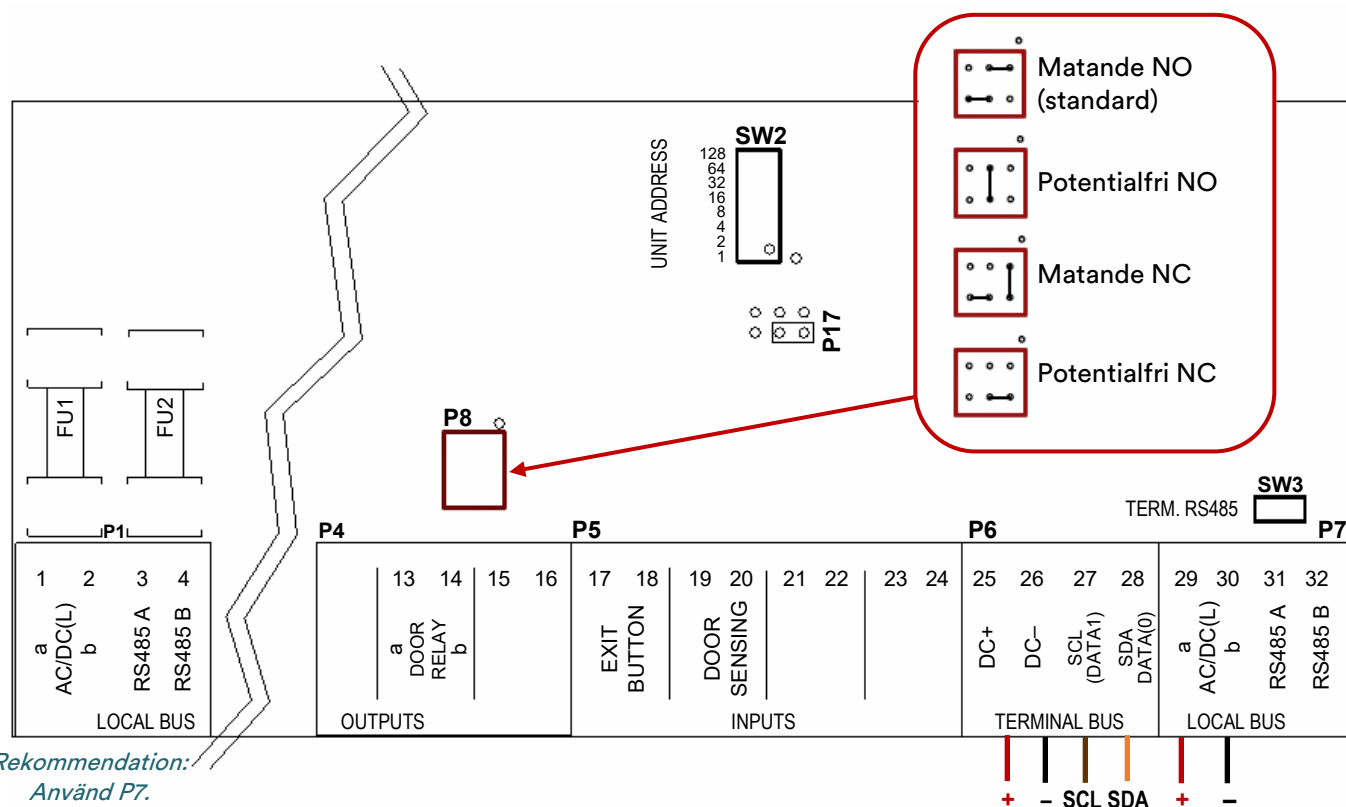 Matande NO
(standard)
Potentialfri NO
Matande NC
Potentialfri NC
SW2
UNIT ADDRESS
128
64
32
16
8
4
2
1
P17
FU1
FU2
P8
SW3
TERM. RS485
P1
P4
P5
P6
P7
1 2 3 4
13 14 15 16
17 18 19 20 21 22 23 24
25 26 27 28
29 30 31 32
a
AC/DC(L)
b
RS485 A
RS485 B
a
DOOR
RELAY
b
EXIT
BUTTON
DOOR
SENSING
DC+
DC–
SCL
(DATA1)
SDA
DATA(0)
a
AC/DC(L)
b
RS485 A
RS485 B
LOCAL BUS
OUTPUTS
INPUTS
TERMINAL BUS
LOCAL BUS
Rekommendation:
Använd P7.
+ – SCL SDA + –